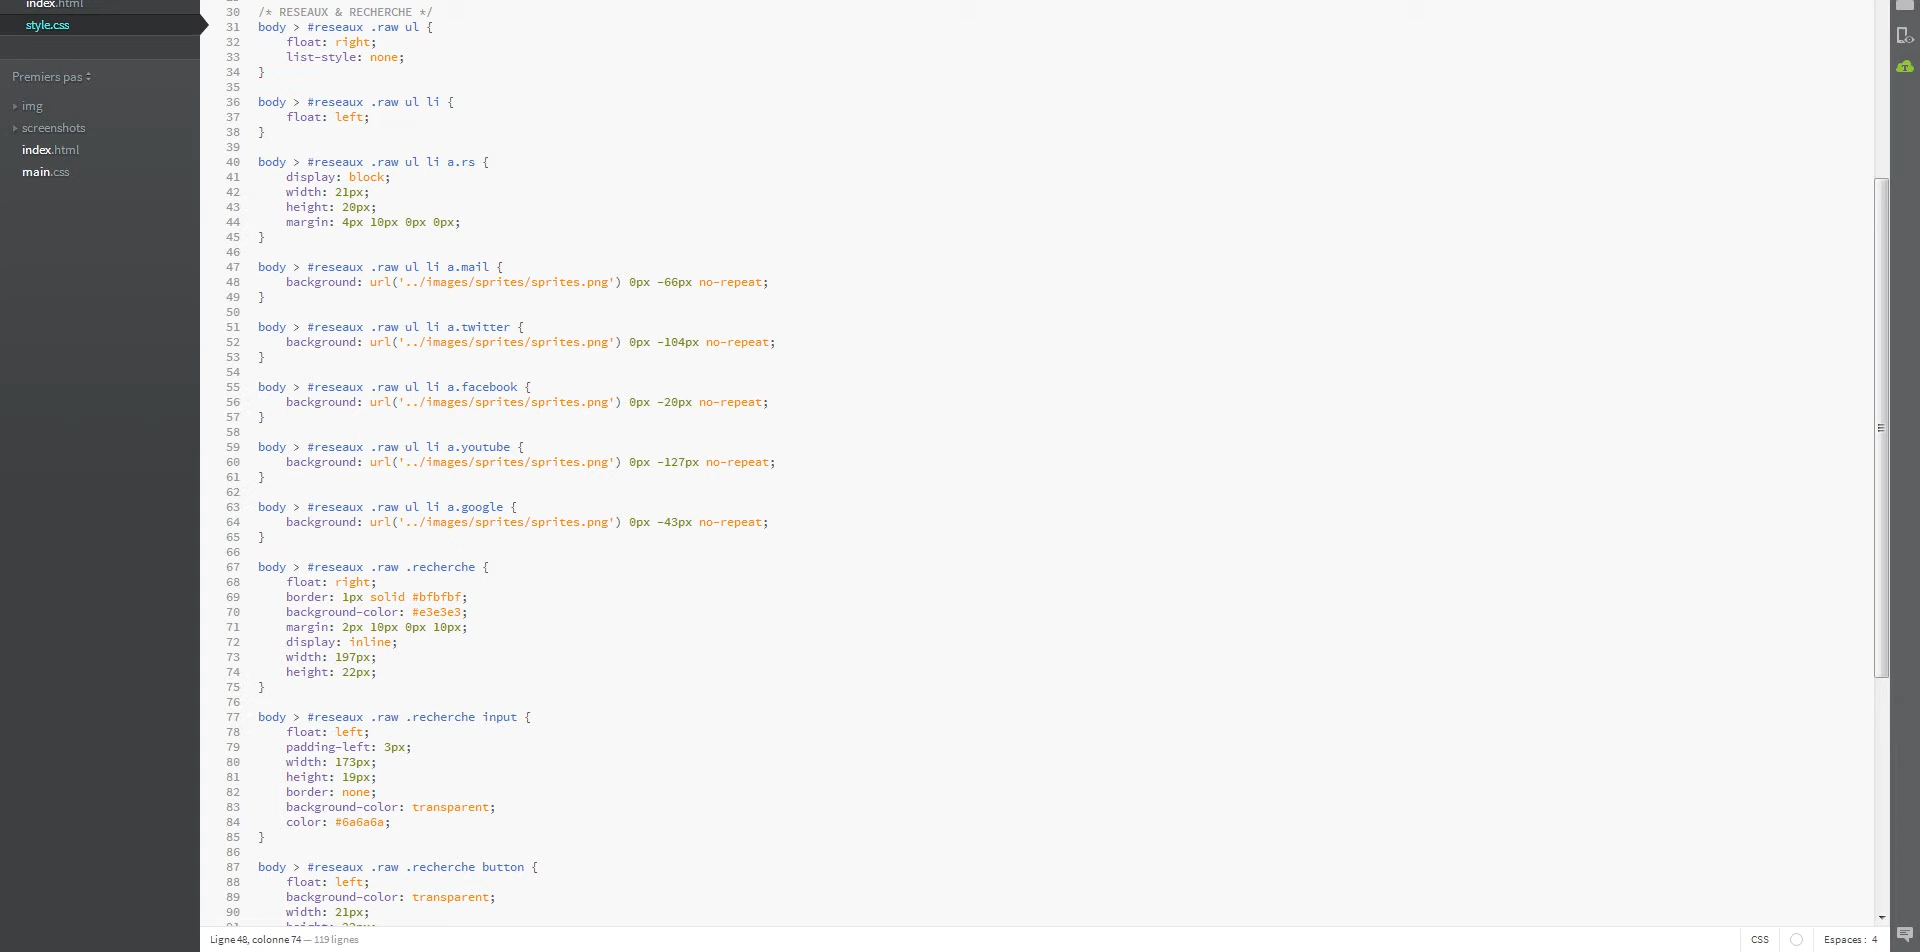 index.html
style.css
Premiers pas
img
screenshots
index.html
main.css
30 /* RESEAUX & RECHERCHE */
31 body > #reseaux .raw ul {
32 float: right;
33 list-style: none;
34 }
35
36 body > #reseaux .raw ul li {
37 float: left;
38 }
39
40 body > #reseaux .raw ul li a.rs {
41 display: block;
42 width: 21px;
43 height: 20px;
44 margin: 4px 10px 0px 0px;
45 }
46
47 body > #reseaux .raw ul li a.mail {
48 background: url('../images/sprites/sprites.png') 0px -66px no-repeat;
49 }
50
51 body > #reseaux .raw ul li a.twitter {
52 background: url('../images/sprites/sprites.png') 0px -104px no-repeat;
53 }
54
55 body > #reseaux .raw ul li a.facebook {
56 background: url('../images/sprites/sprites.png') 0px -20px no-repeat;
57 }
58
59 body > #reseaux .raw ul li a.youtube {
60 background: url('../images/sprites/sprites.png') 0px -127px no-repeat;
61 }
62
63 body > #reseaux .raw ul li a.google {
64 background: url('../images/sprites/sprites.png') 0px -43px no-repeat;
65 }
66
67 body > #reseaux .raw .recherche {
68 float: right;
69 border: 1px solid #bfbfbf;
70 background-color: #e3e3e3;
71 margin: 2px 10px 0px 10px;
72 display: inline;
73 width: 197px;
74 height: 22px;
75 }
76
77 body > #reseaux .raw .recherche input {
78 float: left;
79 padding-left: 3px;
80 width: 173px;
81 height: 19px;
82 border: none;
83 background-color: transparent;
84 color: #6a6a6a;
85 }
86
87 body > #reseaux .raw .recherche button {
88 float: left;
89 background-color: transparent;
90 width: 21px;
Ligne 48, colonne 74 — 119 lignes
CSS
Espaces : 4